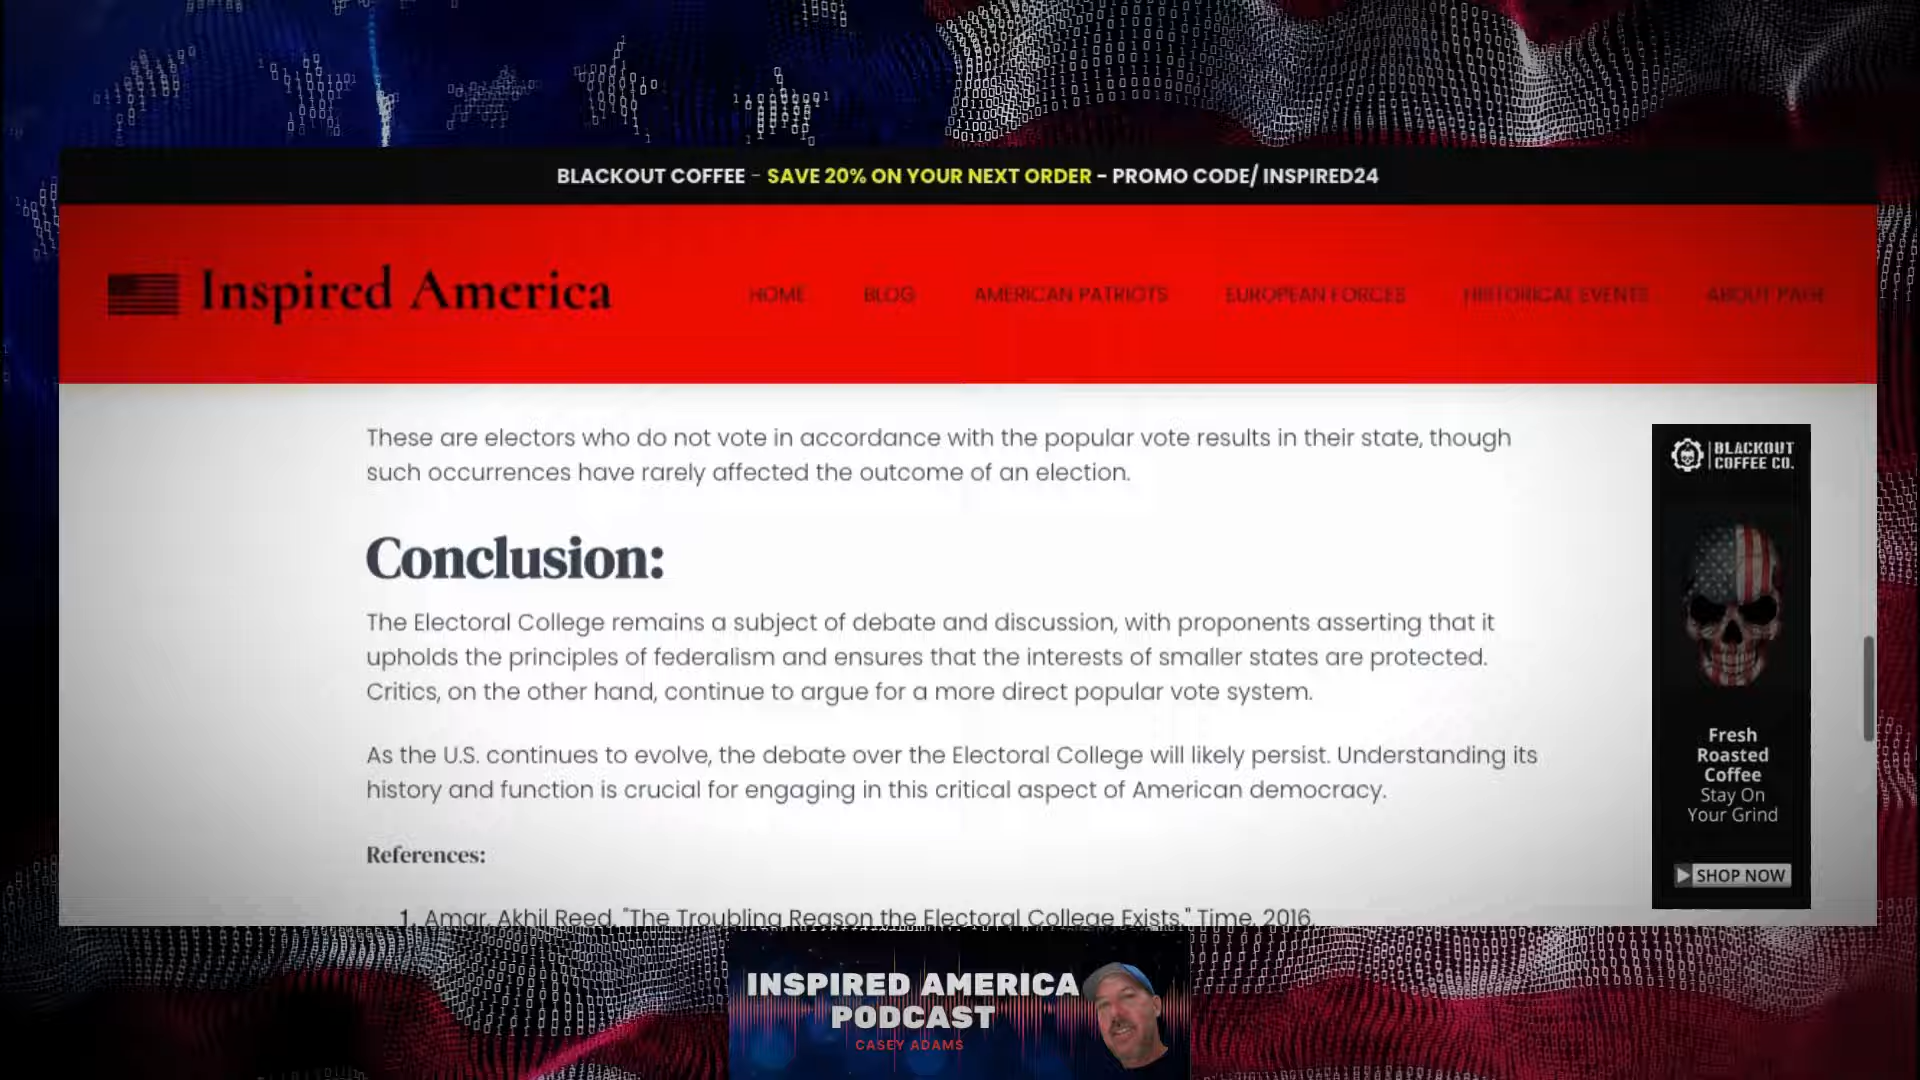 BLACKOUT COFFEE - SAVE 20% ON YOUR NEXT ORDER - PROMO CODE/ INSPIRED24
Inspired America
HOME
BLOG
AMERICAN PATRIOTS
EUROPEAN FORCES
HISTORICAL EVENTS
ABOUT PAGE
These are electors who do not vote in accordance with the popular vote results in their state, though
such occurrences have rarely affected the outcome of an election.
Conclusion:
The Electoral College remains a subject of debate and discussion, with proponents asserting that it
upholds the principles of federalism and ensures that the interests of smaller states are protected.
Critics, on the other hand, continue to argue for a more direct popular vote system.
As the U.S. continues to evolve, the debate over the Electoral College will likely persist. Understanding its
history and function is crucial for engaging in this critical aspect of American democracy.
References:
1. Amar, Akhil Reed. "The Troubling Reason the Electoral College Exists." Time, 2016.
BLACKOUT
COFFEE CO.
Fresh
Roasted
Coffee
Stay On
Your Grind
SHOP NOW
INSPIRED AMERICA
PODCAST
CASEY ADAMS